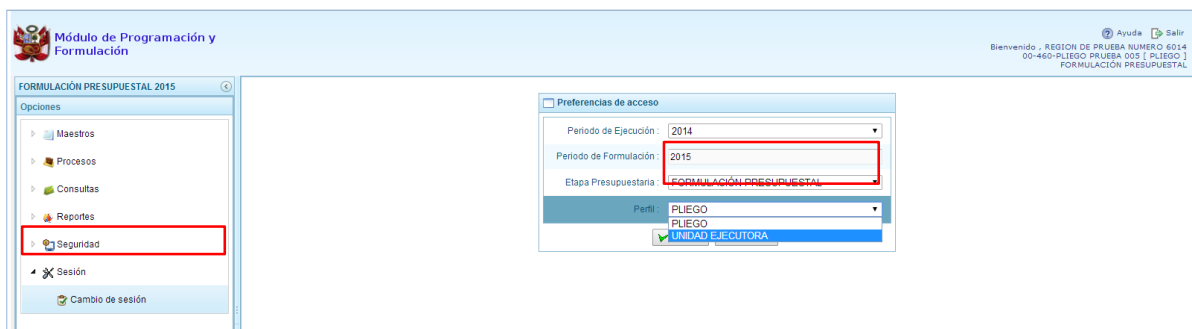 Módulo de Programación y
Formulación
Ayuda Salir
Bienvenido , REGION DE PRUEBA NUMERO 6014
00-460-PLIEGO PRUEBA 005 [ PLIEGO ]
FORMULACIÓN PRESUPUESTAL
FORMULACIÓN PRESUPUESTAL 2015
Opciones
Maestros
Procesos
Consultas
Reportes
Seguridad
Sesión
Cambio de sesión
Preferencias de acceso
Periodo de Ejecución : 2014
Periodo de Formulación : 2015
Etapa Presupuestaria : FORMULACIÓN PRESUPUESTAL
Perfil : PLIEGO
PLIEGO
UNIDAD EJECUTORA